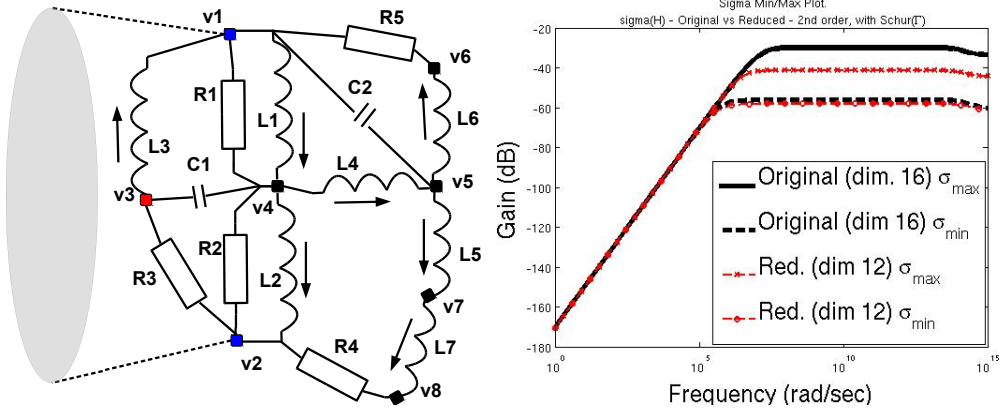 v1
R5
v6
R1
C2
L1
L6
L3
C1
L4
v3
v4
v5
R2
R3
L2
L5
v7
v2
R4
L7
v8
Sigma Min/Max Plot.
sigma(H) - Original vs Reduced - 2nd order, with Schur(Γ)
Gain (dB)
-20
-40
-60
-80
-100
-120
-140
-160
-180
Original (dim. 16) σmax
Original (dim 16) σmin
Red. (dim 12) σmax
Red. (dim 12) σmin
10^0
10^5
10^10
10^15
Frequency (rad/sec)